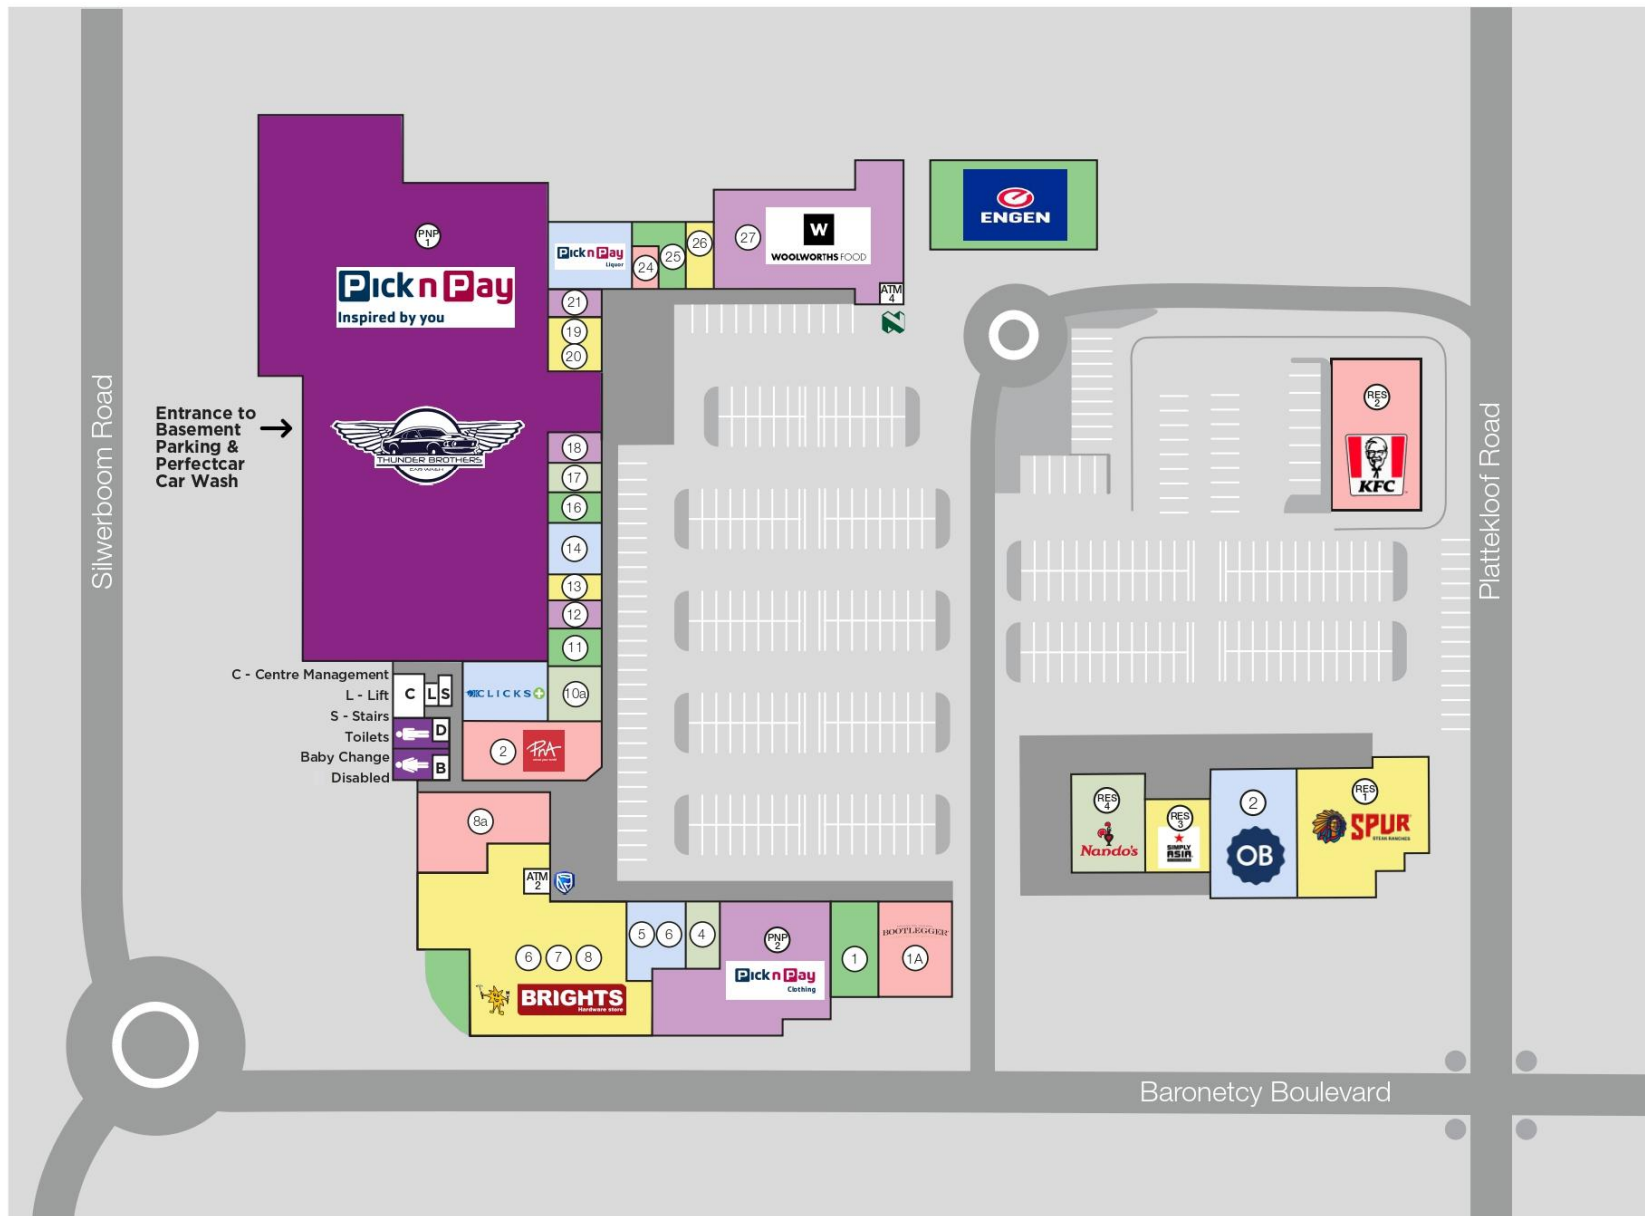 PNP
1
Pick n Pay
Inspired by you
Pick n Pay
Liquor
24
25
26
27
W
WOOLWORTHS FOOD
ATM
4
N
ENGEN
21
19
20
Silwerboom Road
Entrance to
Basement
Parking &
Perfectcar
Car Wash
THUNDER BROTHERS
CAR WASH
18
17
16
14
13
12
11
10a
RES
2
KFC
Plattekloof Road
C - Centre Management
L - Lift
S - Stairs
Toilets
Baby Change
Disabled
C
L
S
D
B
CLICKS
2
PNA
8a
ATM
2
6
7
8
BRIGHTS
Hardware store
5
6
4
PNP
2
Pick n Pay
Clothing
1
BOOTLEGGER
1A
RES
4
Nando's
RES
3
SIMPLY
ASIA
2
OB
RES
1
SPUR
STEAK RANCHES
Baronetcy Boulevard